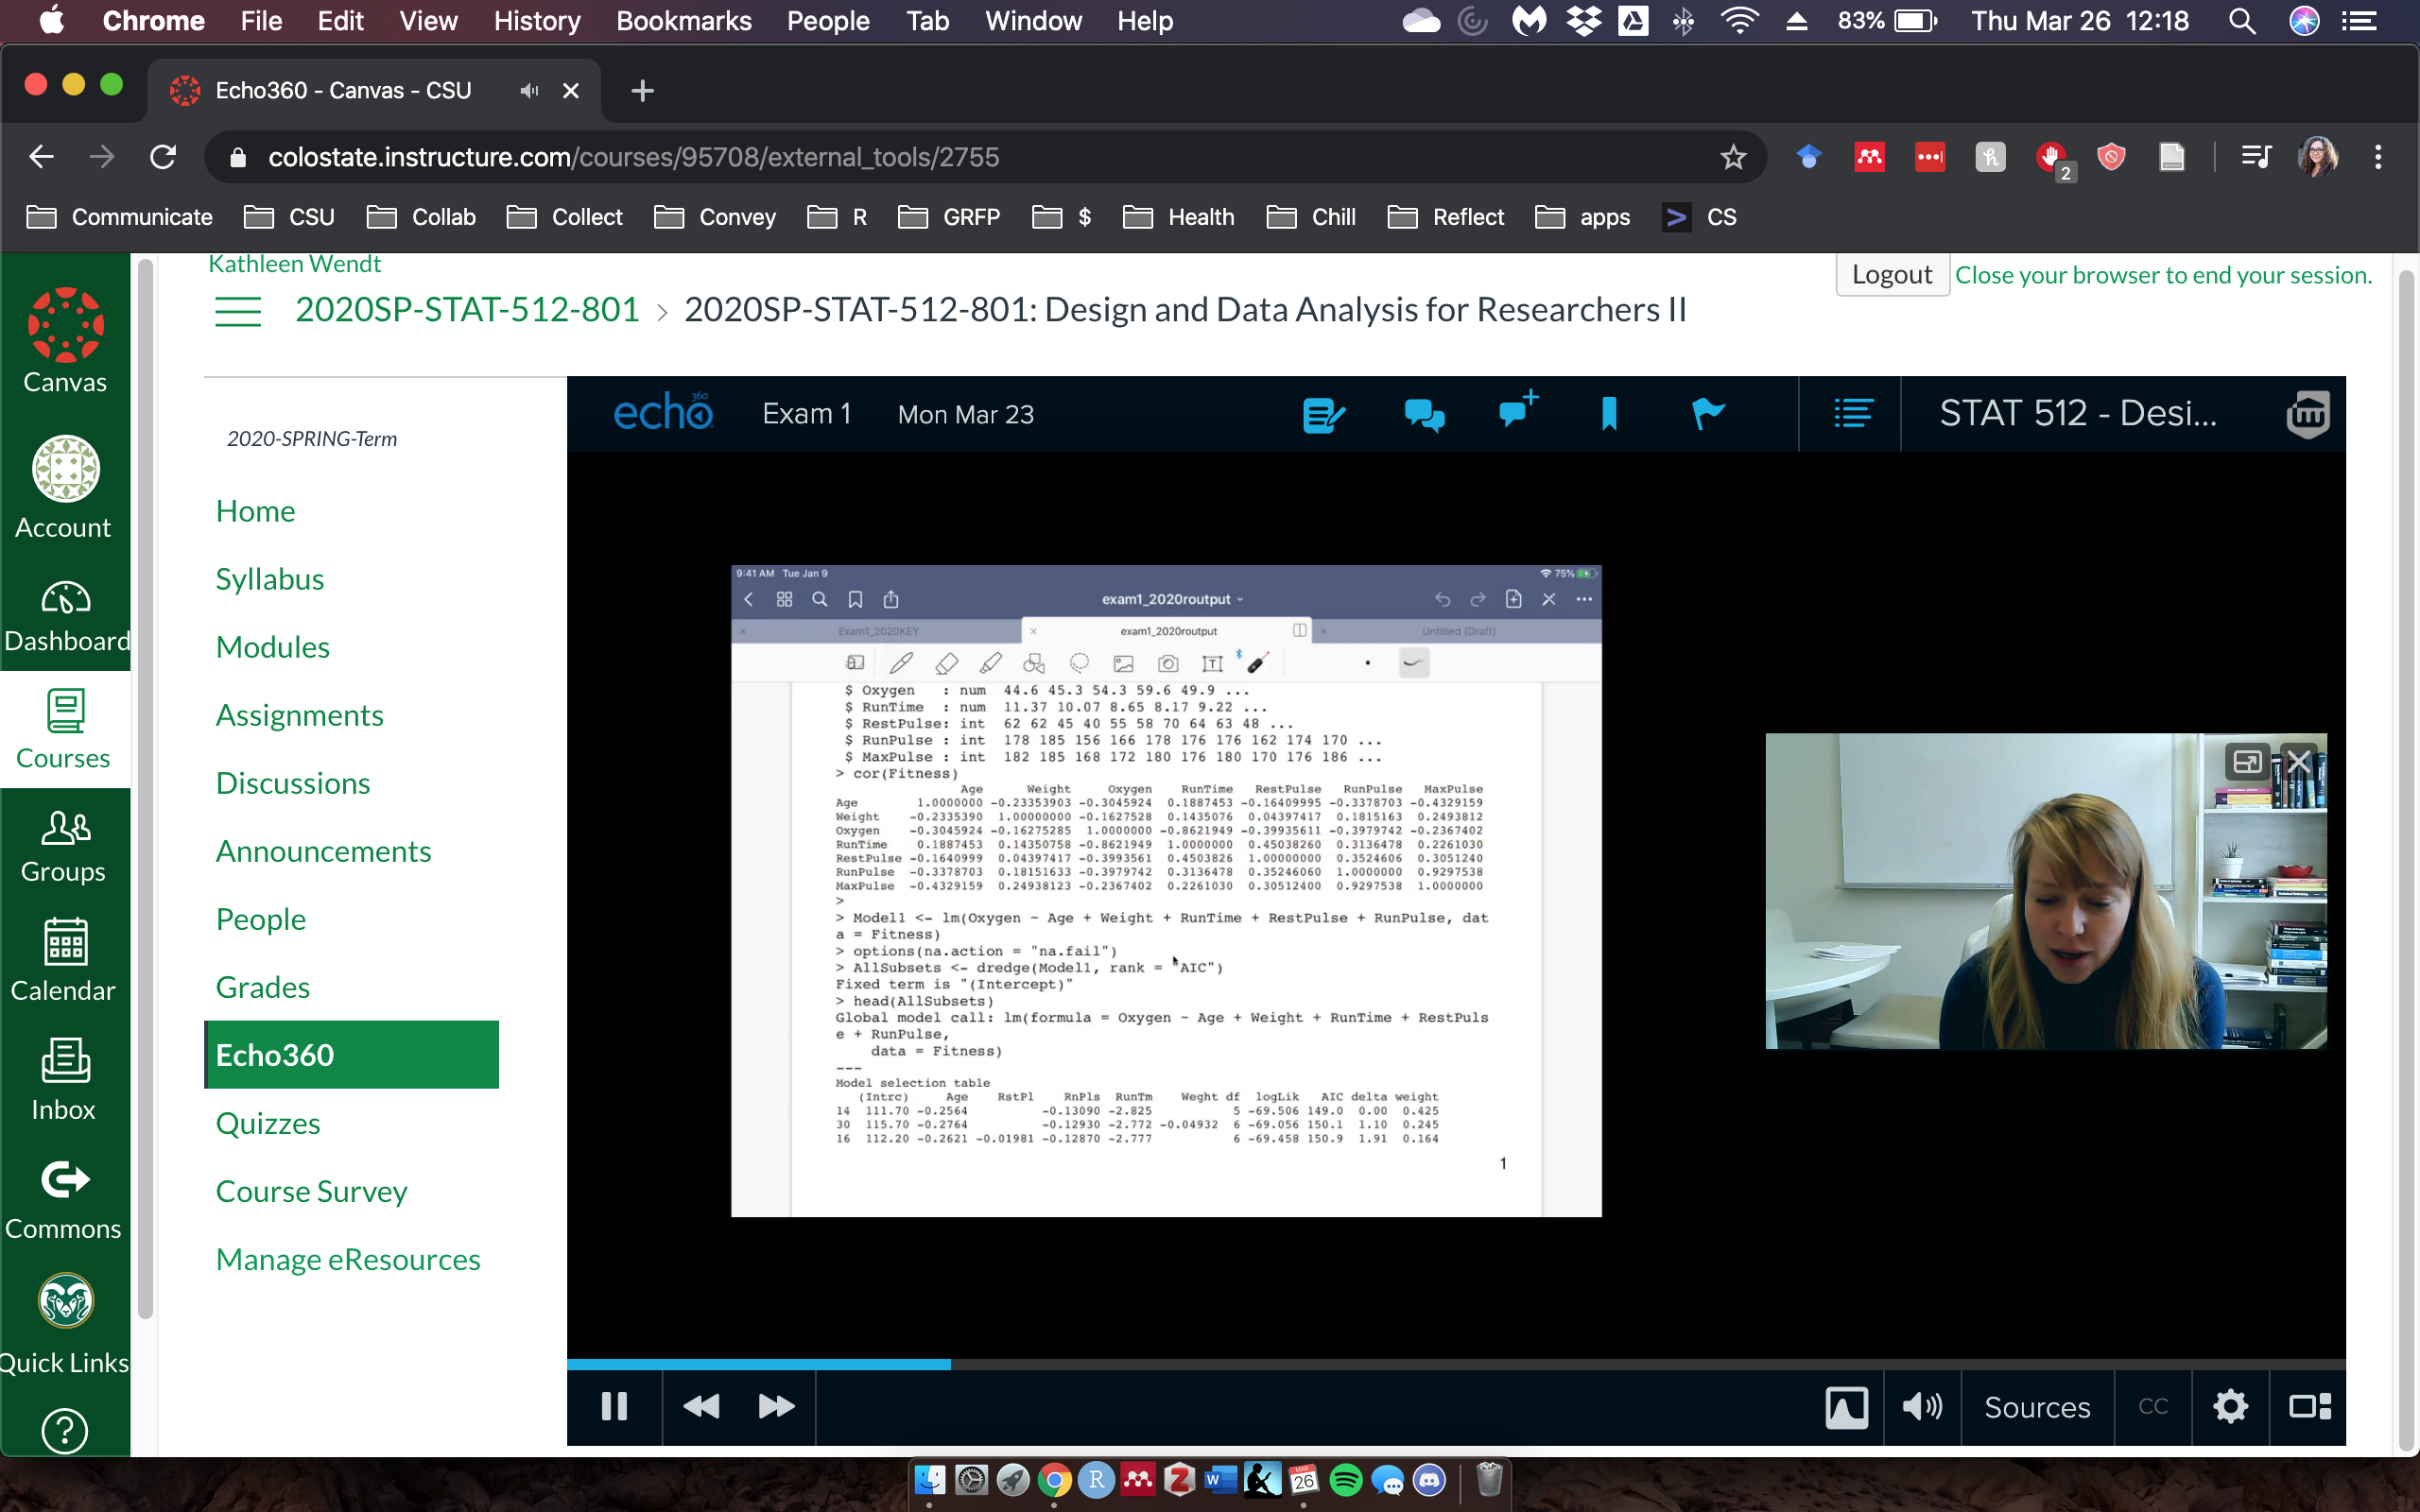 Chrome File Edit View History Bookmarks People Tab Window Help 83% Thu Mar 26 12:18
Echo360 - Canvas - CSU
colostate.instructure.com/courses/95708/external_tools/2755
2
Communicate CSU Collab Collect Convey R GRFP $ Health Chill Reflect apps CS
Kathleen Wendt
Logout Close your browser to end your session.
2020SP-STAT-512-801 > 2020SP-STAT-512-801: Design and Data Analysis for Researchers II
Canvas
Account
Dashboard
Courses
Groups
Calendar
Inbox
Commons
Quick Links
2020-SPRING-Term
Home
Syllabus
Modules
Assignments
Discussions
Announcements
People
Grades
Echo360
Quizzes
Course Survey
Manage eResources
echo 360 Exam 1 Mon Mar 23 STAT 512 - Desi...
9:41 AM Tue Jan 9 75%
exam1_2020routput
Exam1_2020KEY exam1_2020routput Untitled (Draft)
$ Oxygen : num 44.6 45.3 54.3 59.6 49.9 ...
$ RunTime : num 11.37 10.07 8.65 8.17 9.22 ...
$ RestPulse: int 62 62 45 40 55 58 70 64 63 48 ...
$ RunPulse : int 178 185 156 166 178 176 176 162 174 170 ...
$ MaxPulse : int 182 185 168 172 180 176 180 170 176 186 ...
> cor(Fitness)
Age Weight Oxygen RunTime RestPulse RunPulse MaxPulse
Age 1.0000000 -0.23353903 -0.3045924 0.1887453 -0.16409995 -0.3378703 -0.4329159
Weight -0.2335390 1.00000000 -0.1627528 0.1435076 0.04397417 0.1815163 0.2493812
Oxygen -0.3045924 -0.16275285 1.0000000 -0.8621949 -0.39935611 -0.3979742 -0.2367402
RunTime 0.1887453 0.14350758 -0.8621949 1.0000000 0.45038260 0.3136478 0.2261030
RestPulse -0.1640999 0.04397417 -0.3993561 0.4503826 1.00000000 0.3524606 0.3051240
RunPulse -0.3378703 0.18151633 -0.3979742 0.3136478 0.35246060 1.0000000 0.9297538
MaxPulse -0.4329159 0.24938123 -0.2367402 0.2261030 0.30512400 0.9297538 1.0000000
>
> Model1 <- lm(Oxygen ~ Age + Weight + RunTime + RestPulse + RunPulse, dat
a = Fitness)
> options(na.action = "na.fail")
> AllSubsets <- dredge(Model1, rank = "AIC")
Fixed term is "(Intercept)"
> head(AllSubsets)
Global model call: lm(formula = Oxygen ~ Age + Weight + RunTime + RestPuls
e + RunPulse,
data = Fitness)
---
Model selection table
(Intrc) Age RstPl RnPls RunTm Weght df logLik AIC delta weight
14 111.70 -0.2564 -0.13090 -2.825 5 -69.506 149.0 0.00 0.425
30 115.70 -0.2764 -0.12930 -2.772 -0.04932 6 -69.056 150.1 1.10 0.245
16 112.20 -0.2621 -0.01981 -0.12870 -2.777 6 -69.458 150.9 1.91 0.164
1
Sources CC
R Z W MAR 26